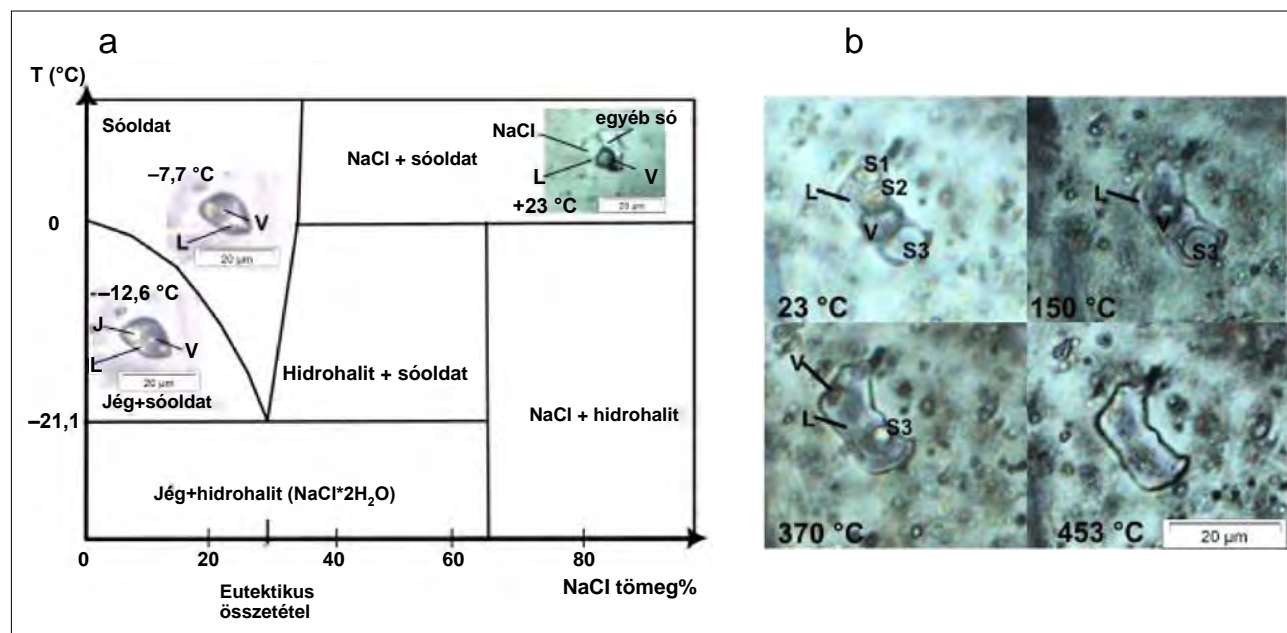 a
T (°C)
Sóoldat
–7,7 °C
L
V
20 μm
NaCl + sóoldat
NaCl
egyéb só
L
V
+23 °C
20 μm
0
–12,6 °C
J
L
V
20 μm
Jég+sóoldat
Hidrohalit + sóoldat
NaCl + hidrohalit
–21,1
Jég+hidrohalit (NaCl*2H₂O)
0
20
40
60
80
Eutektikus
összetétel
NaCl tömeg%
b
S1
S2
L
V
S3
23 °C
L
V
S3
150 °C
V
L
S3
370 °C
453 °C
20 μm